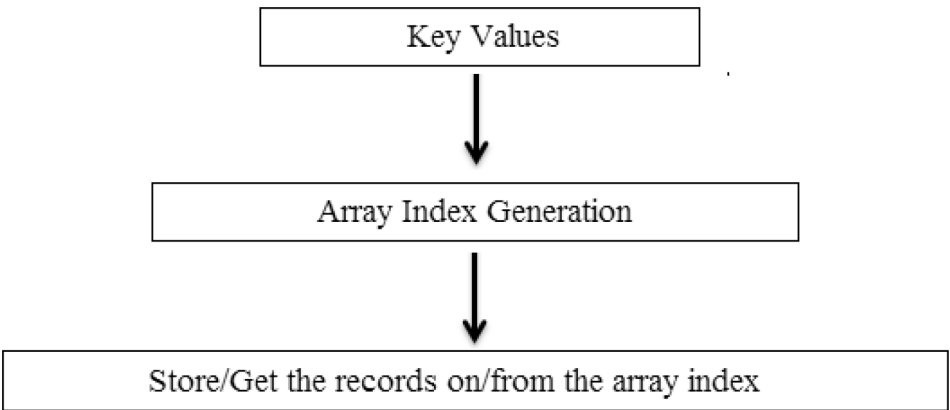 Key Values
Array Index Generation
Store/Get the records on/from the array index